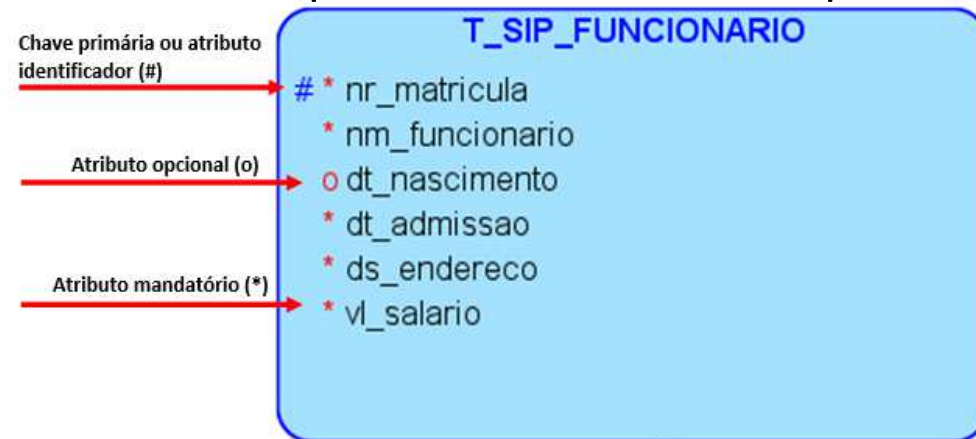 T_SIP_FUNCIONARIO
Chave primária ou atributo
identificador (#)
# * nr_matricula
* nm_funcionario
Atributo opcional (o)
o dt_nascimento
* dt_admissao
* ds_endereco
Atributo mandatório (*)
* vl_salario